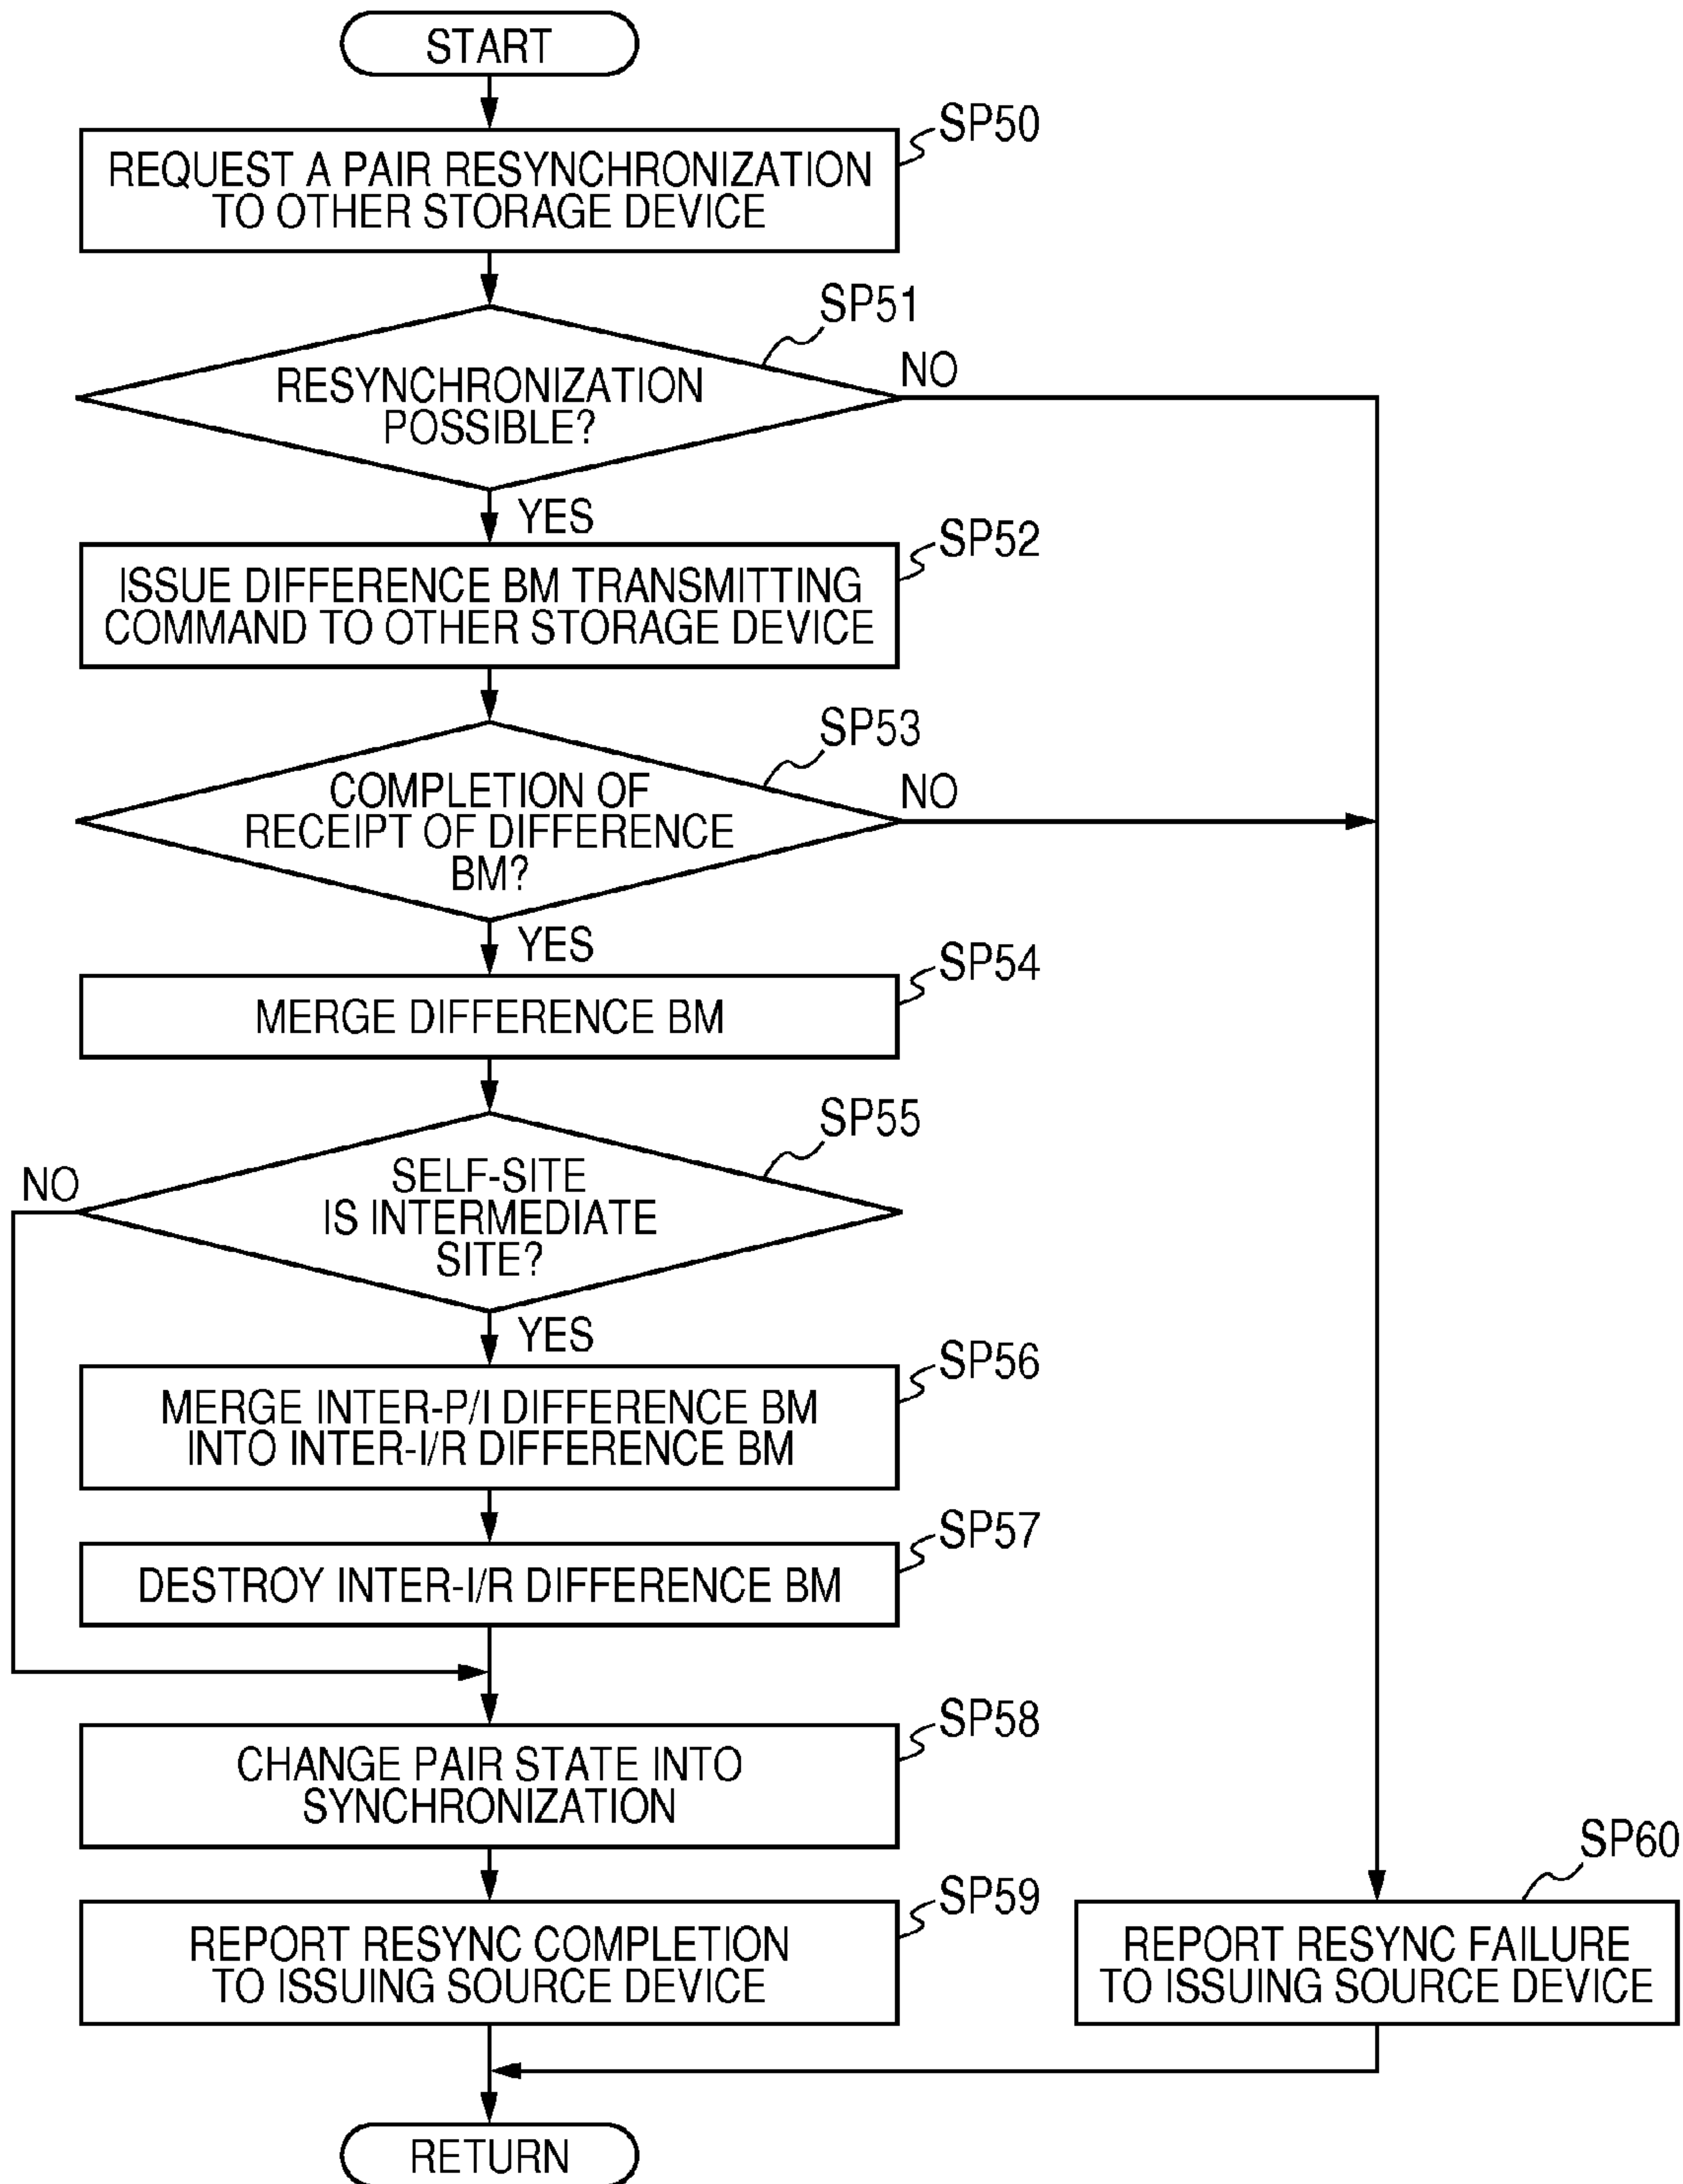 START
SP50
REQUEST A PAIR RESYNCHRONIZATION
TO OTHER STORAGE DEVICE
SP51
RESYNCHRONIZATION
POSSIBLE?
NO
YES
SP52
ISSUE DIFFERENCE BM TRANSMITTING
COMMAND TO OTHER STORAGE DEVICE
SP53
COMPLETION OF
RECEIPT OF DIFFERENCE
BM?
NO
YES
SP54
MERGE DIFFERENCE BM
SP55
SELF-SITE
IS INTERMEDIATE
SITE?
NO
YES
SP56
MERGE INTER-P/I DIFFERENCE BM
INTO INTER-I/R DIFFERENCE BM
SP57
DESTROY INTER-I/R DIFFERENCE BM
SP58
CHANGE PAIR STATE INTO
SYNCHRONIZATION
SP59
REPORT RESYNC COMPLETION
TO ISSUING SOURCE DEVICE
SP60
REPORT RESYNC FAILURE
TO ISSUING SOURCE DEVICE
RETURN